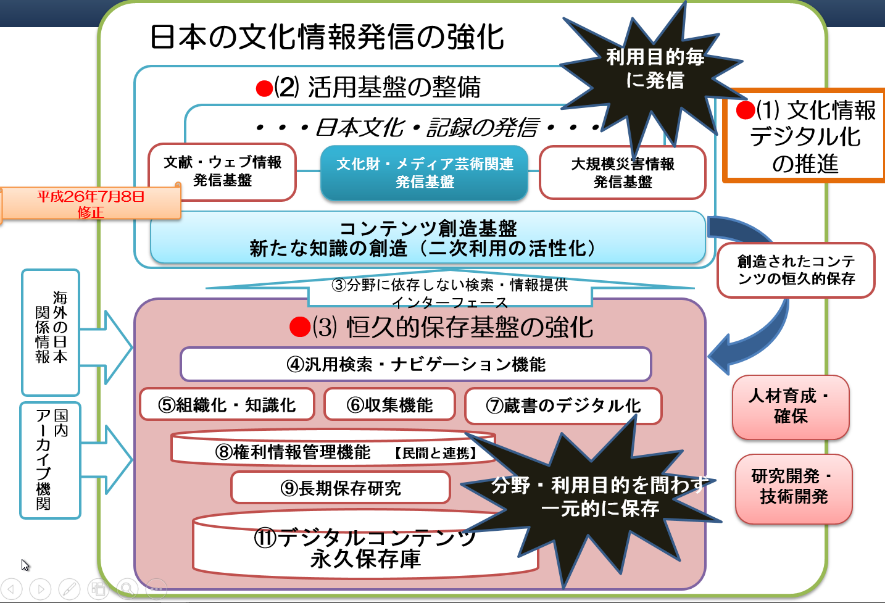 日本の文化情報発信の強化
利用目的毎
に発信
●(2) 活用基盤の整備
●(1) 文化情報
デジタル化
の推進
・・・日本文化・記録の発信・・・
文献・ウェブ情報
発信基盤
文化財・メディア芸術関連
発信基盤
大規模災害情報
発信基盤
平成26年7月8日
修正
コンテンツ創造基盤
新たな知識の創造（二次利用の活性化）
創造されたコンテ
ンツの恒久的保存
③分野に依存しない検索・情報提供
インターフェース
海外の日本
関係情報
●(3) 恒久的保存基盤の強化
④汎用検索・ナビゲーション機能
⑤組織化・知識化
⑥収集機能
⑦蔵書のデジタル化
人材育成・
確保
国内
アーカイブ機関
⑧権利情報管理機能 【民間と連携】
⑨長期保存研究
分野・利用目的を問わず
一元的に保存
研究開発・
技術開発
⑪デジタルコンテンツ
永久保存庫